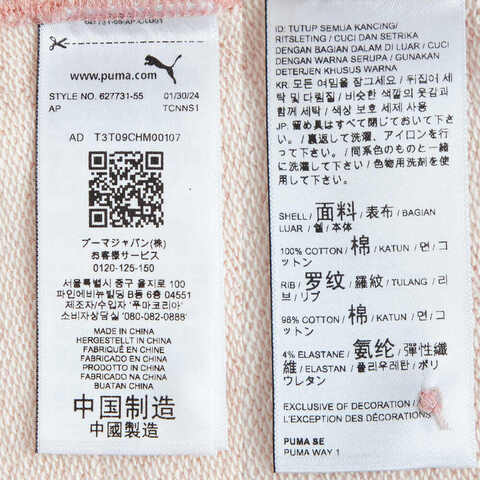 www.puma.com
STYLE NO. 627731-55 01/30/24
AP TCNNS1
AD T3T09CHM00107
プーマジャパン(株)
お客様サービス
0120-125-150
서울특별시 중구 을지로 100
파인에비뉴빌딩 B동 6층 04551
제조자/수입자 '푸마코리아'
소비자상담실 '080-082-0888'
MADE IN CHINA
HERGESTELLT IN CHINA
FABRIQUÉ EN CHINE
FABRICADO EN CHINA
PRODOTTO IN CHINA
FABRICADO NA CHINA
BUATAN CHINA
中国制造
中國製造
ID: TUTUP SEMUA KANCING/
RITSLETING / CUCI DAN SETRIKA
DENGAN BAGIAN DALAM DI LUAR / CUCI
DENGAN WARNA SERUPA / GUNAKAN
DETERJEN KHUSUS WARNA
KR: 모두 여밈을 잠그세요 / 뒤집어 세
탁 및 다림질 / 비슷한 색깔의 옷감과
함께 세탁 / 색상 보호 세제 사용
JP: 留め具はすべて閉じておいて下さ
い。/ 裏返して洗濯、アイロンを行
って下さい。/ 同系色のものと一緒
に洗濯して下さい / 色物用洗剤を使
用して下さい。
SHELL / 面料 / 表布 / BAGIAN
LUAR / 겉 / 本体
100% COTTON / 棉 / KATUN / 면 / コ
ットン
RIB / 罗纹 / 羅紋 / TULANG / 리
브 / リブ
96% COTTON / 棉 / KATUN / 면 / コ
ットン
4% ELASTANE / 氨纶 / 彈性纖
維 / ELASTAN / 폴리우레탄 / ポリ
ウレタン
EXCLUSIVE OF DECORATION /
L'EXCEPTION DES DÉCORATIONS
PUMA SE
PUMA WAY 1